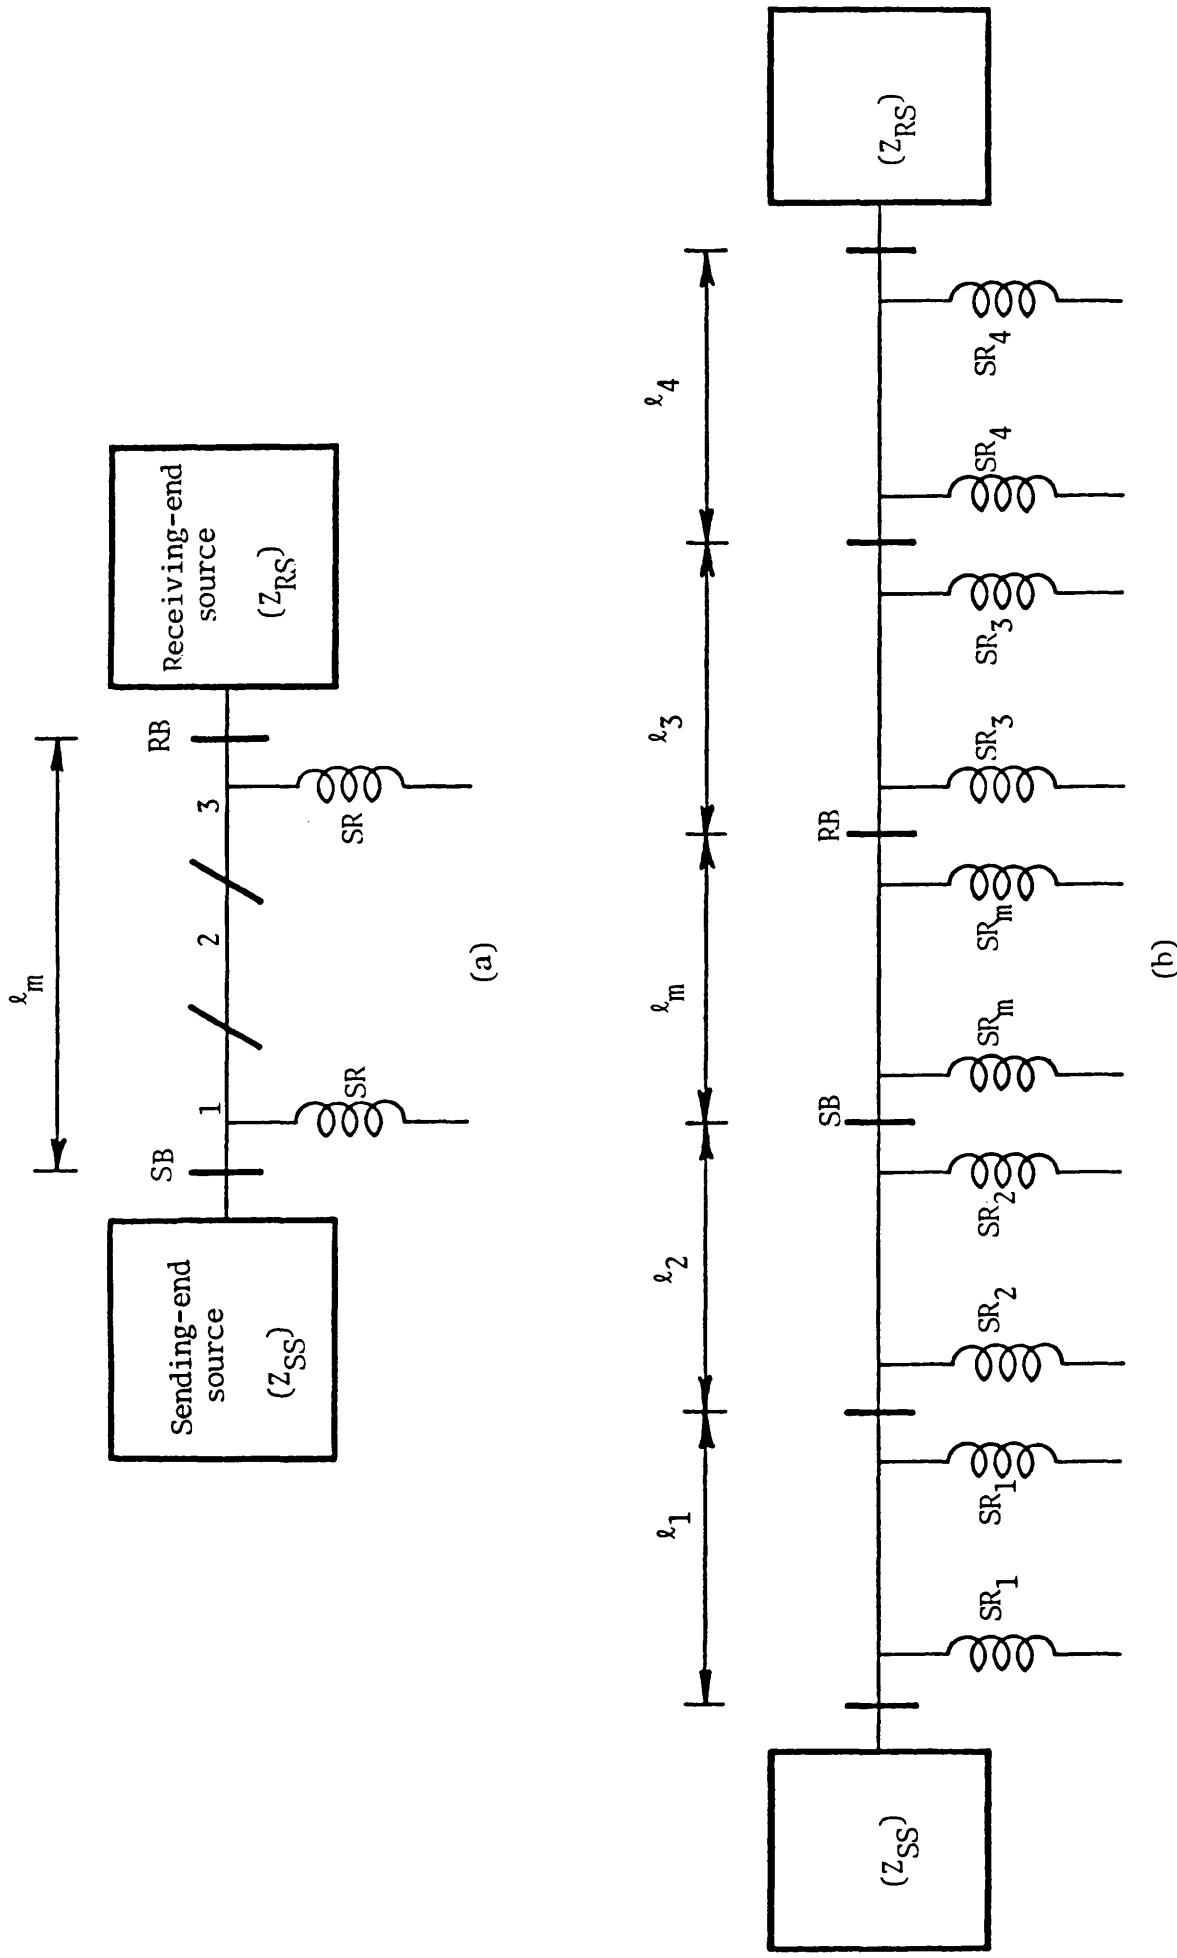 ℓm
SB
1
2
3
RB
Sending-end
source
(ZSS)
SR
SR
Receiving-end
source
(ZRS)
(a)
ℓ1
ℓ2
ℓm
ℓ3
ℓ4
SB
RB
(ZSS)
SR1
SR1
SR2
SR2
SRm
SRm
SR3
SR3
SR4
SR4
(ZRS)
(b)